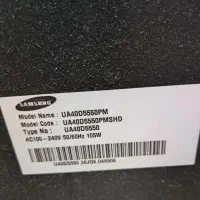 SAMSUNG
Model Name : UA40D5550PM
Model Code : UA40D5550PMSHD
Type No : UA40D5550
AC100 - 240V 50/60Hz 105W